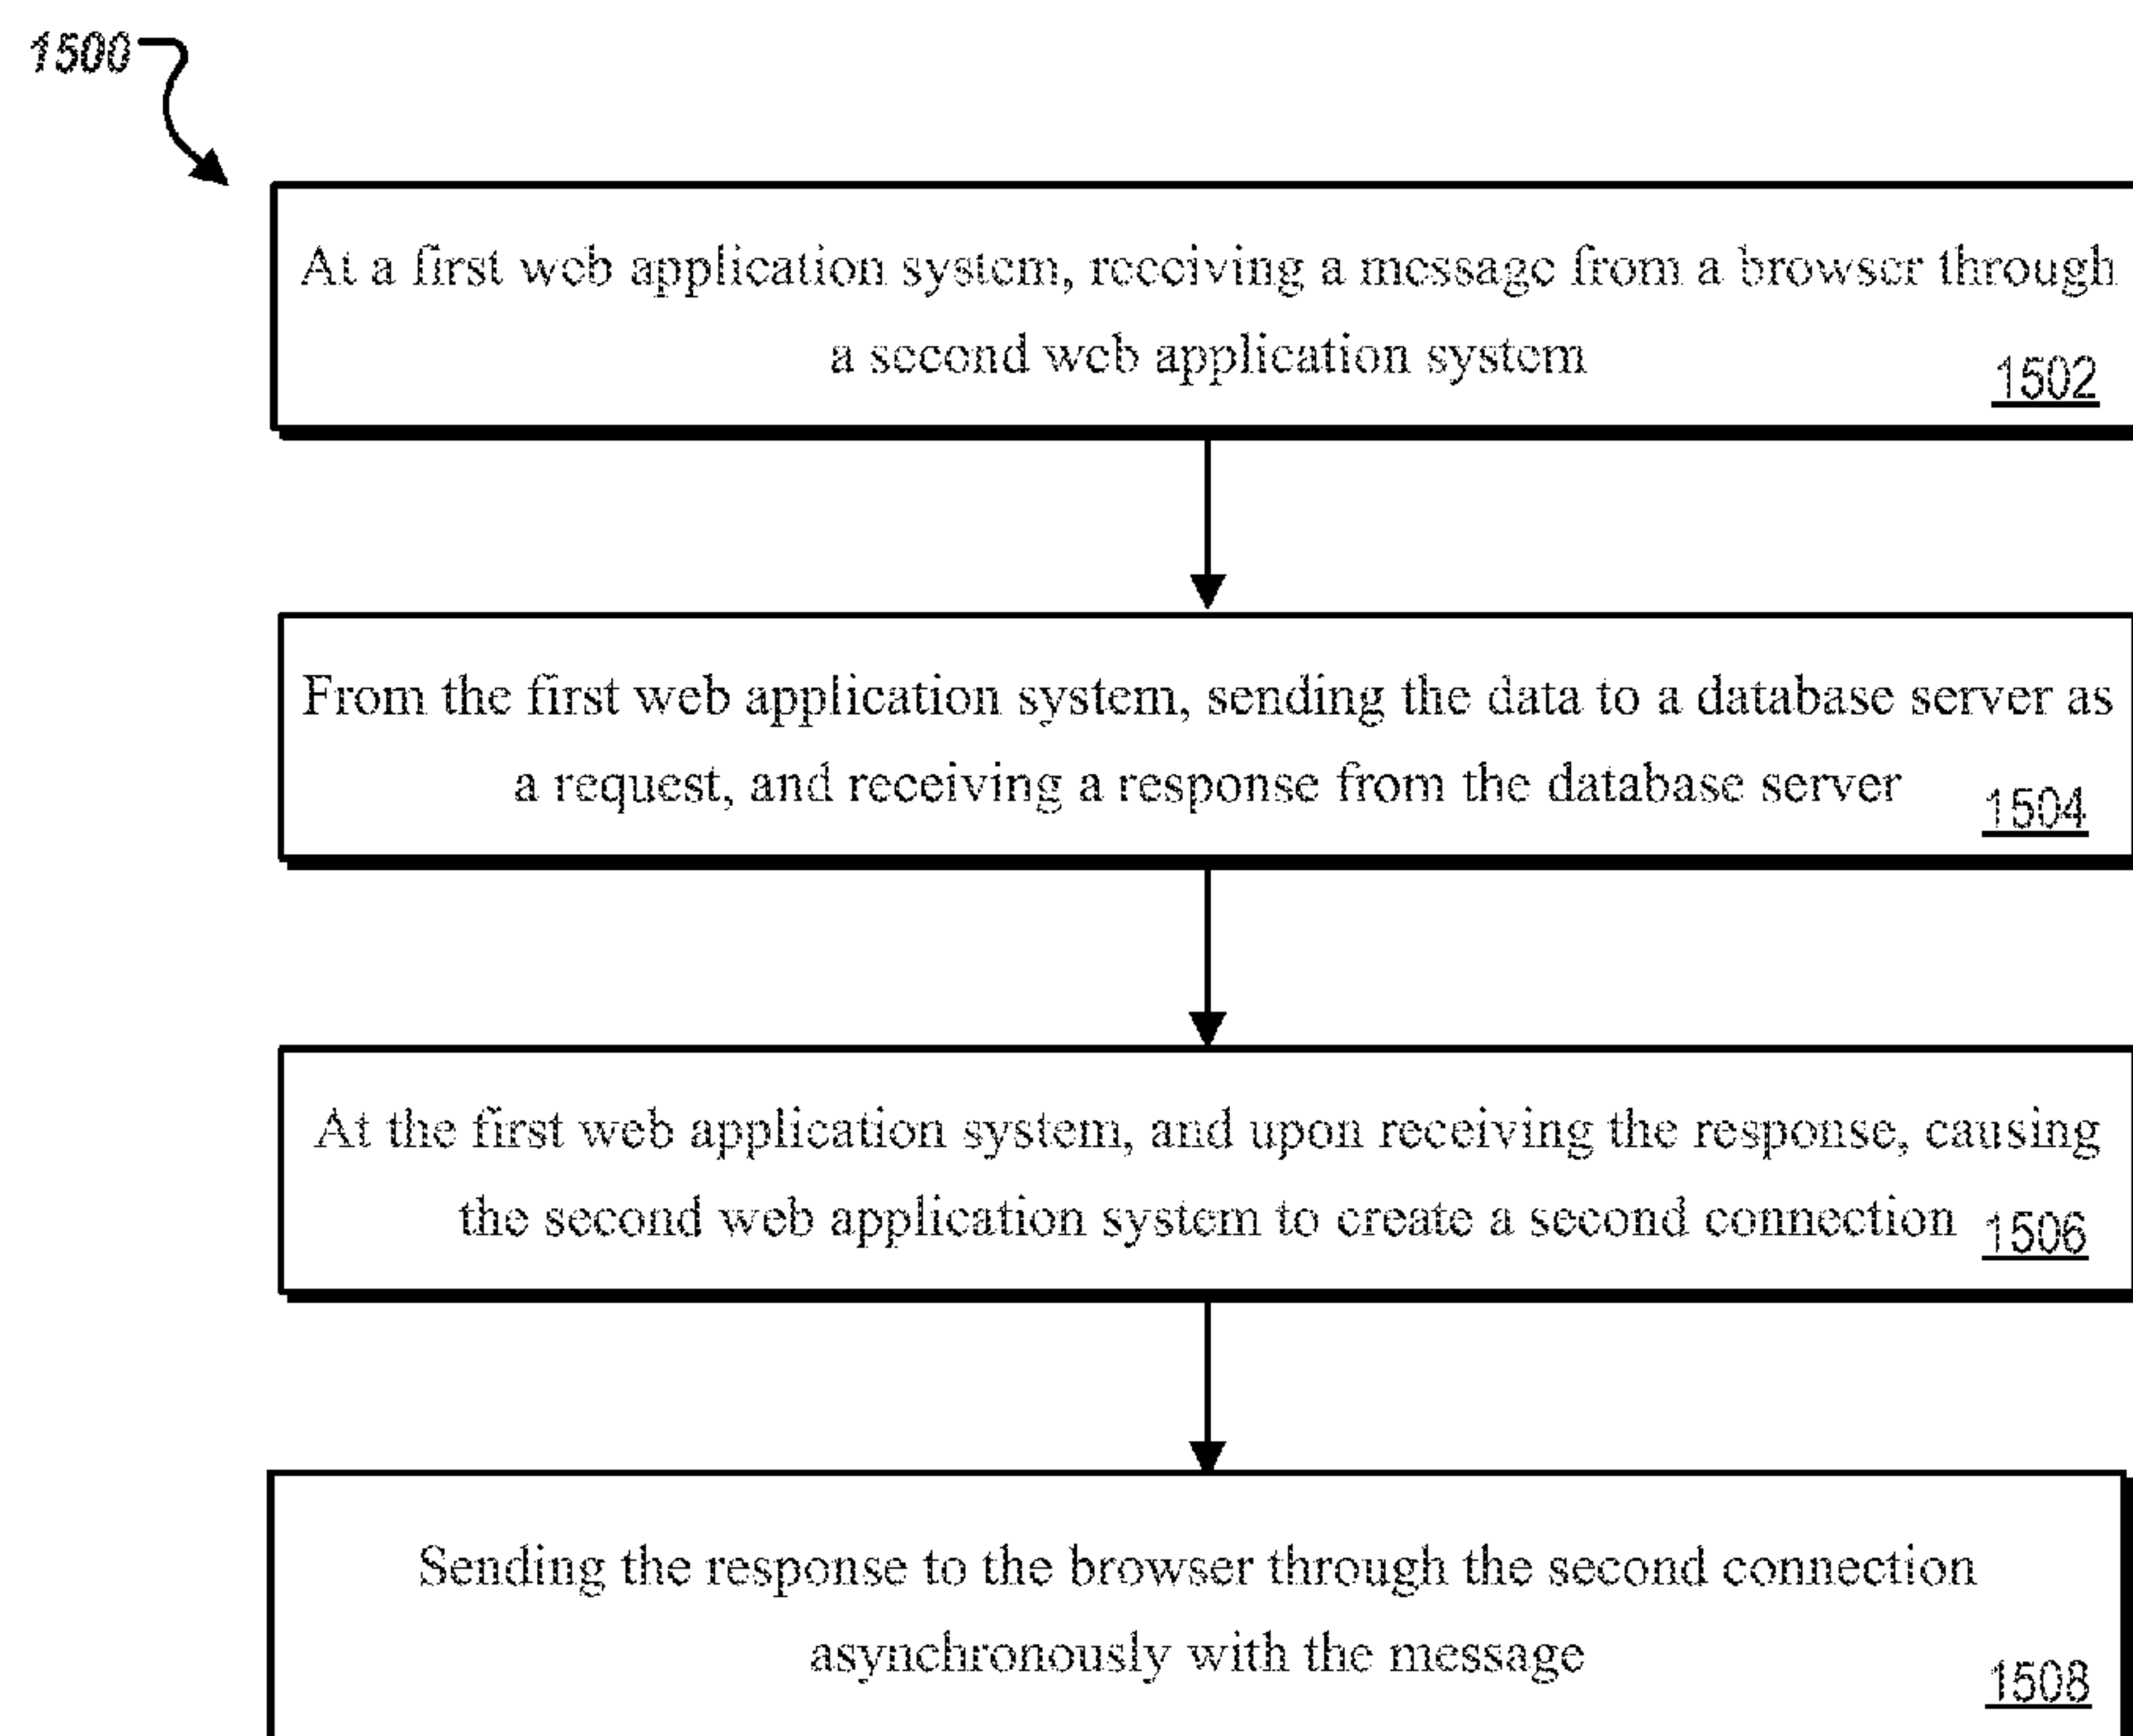 1500
At a first web application system, receiving a message from a browser through
a second web application system
1502
From the first web application system, sending the data to a database server as
a request, and receiving a response from the database server
1504
At the first web application system, and upon receiving the response, causing
the second web application system to create a second connection
1506
Sending the response to the browser through the second connection
asynchronously with the message
1508